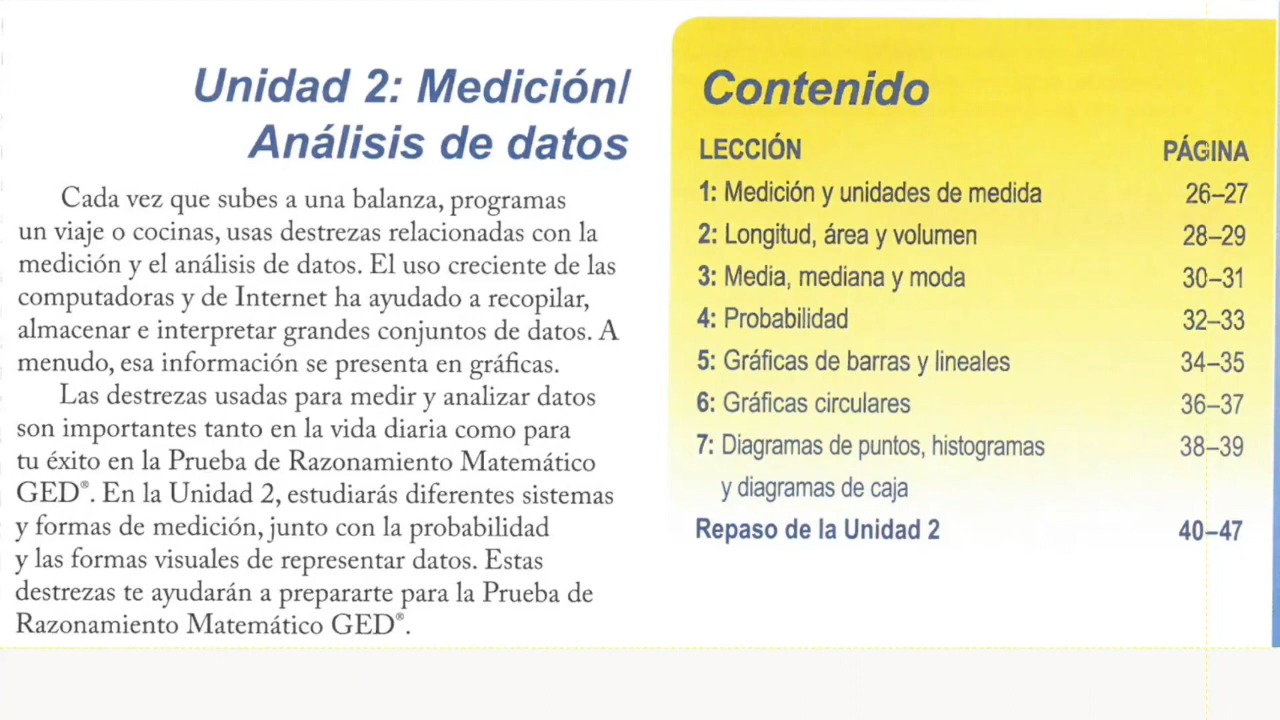 Unidad 2: Medición/
Análisis de datos
Cada vez que subes a una balanza, programas
un viaje o cocinas, usas destrezas relacionadas con la
medición y el análisis de datos. El uso creciente de las
computadoras y de Internet ha ayudado a recopilar,
almacenar e interpretar grandes conjuntos de datos. A
menudo, esa información se presenta en gráficas.
Las destrezas usadas para medir y analizar datos
son importantes tanto en la vida diaria como para
tu éxito en la Prueba de Razonamiento Matemático
GED®. En la Unidad 2, estudiarás diferentes sistemas
y formas de medición, junto con la probabilidad
y las formas visuales de representar datos. Estas
destrezas te ayudarán a prepararte para la Prueba de
Razonamiento Matemático GED®.
Contenido
LECCIÓN PÁGINA
1: Medición y unidades de medida 26–27
2: Longitud, área y volumen 28–29
3: Media, mediana y moda 30–31
4: Probabilidad 32–33
5: Gráficas de barras y lineales 34–35
6: Gráficas circulares 36–37
7: Diagramas de puntos, histogramas 38–39
y diagramas de caja
Repaso de la Unidad 2 40–47